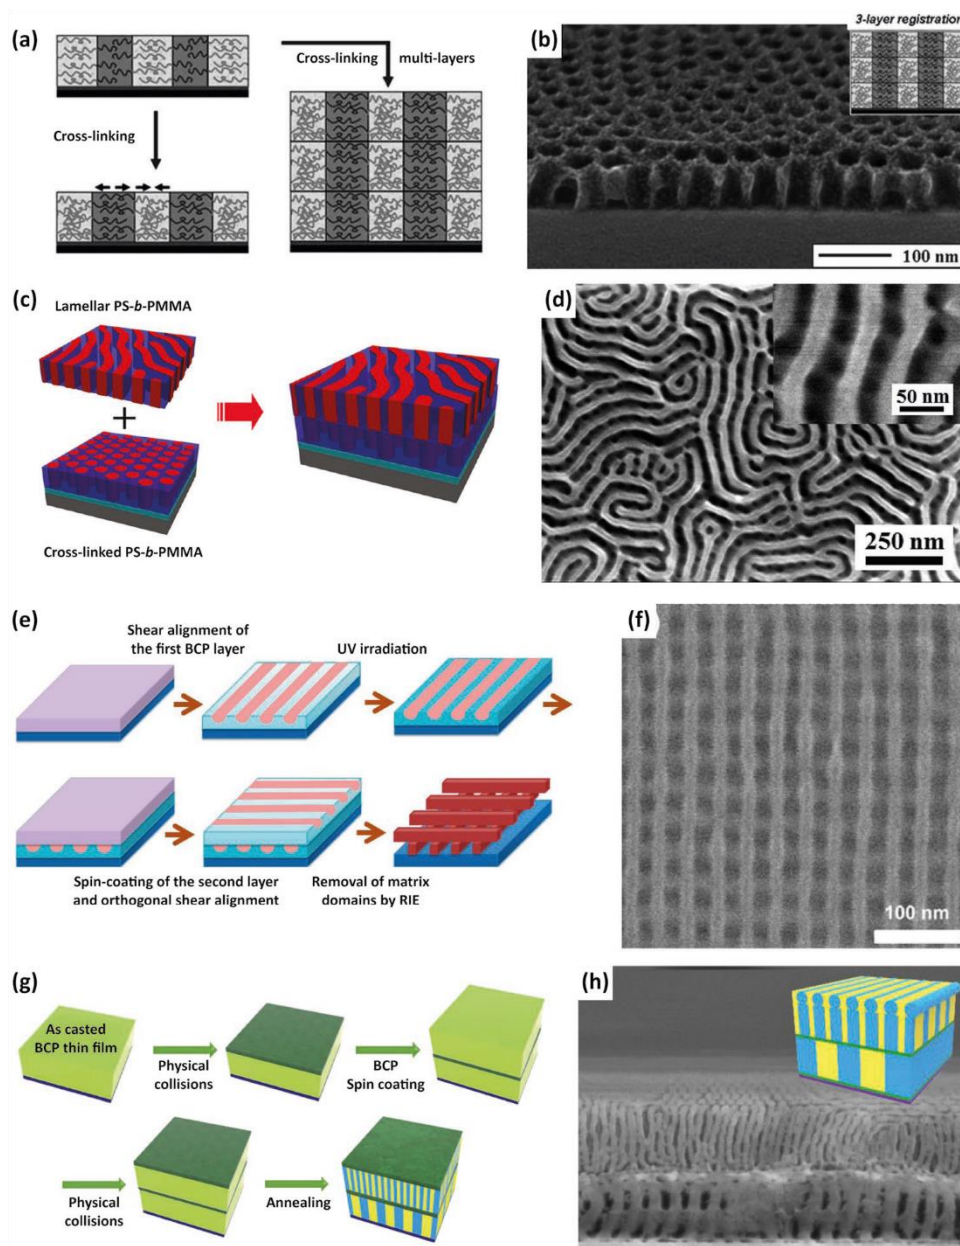 (a)
Cross-linking
Cross-linking multi-layers
(b)
3-layer registration
100 nm
(c)
Lamellar PS-b-PMMA
+
Cross-linked PS-b-PMMA
(d)
50 nm
250 nm
(e)
Shear alignment of
the first BCP layer
UV irradiation
Spin-coating of the second layer
and orthogonal shear alignment
Removal of matrix
domains by RIE
(f)
100 nm
(g)
As casted
BCP thin film
Physical
collisions
BCP
Spin coating
Physical
collisions
Annealing
(h)